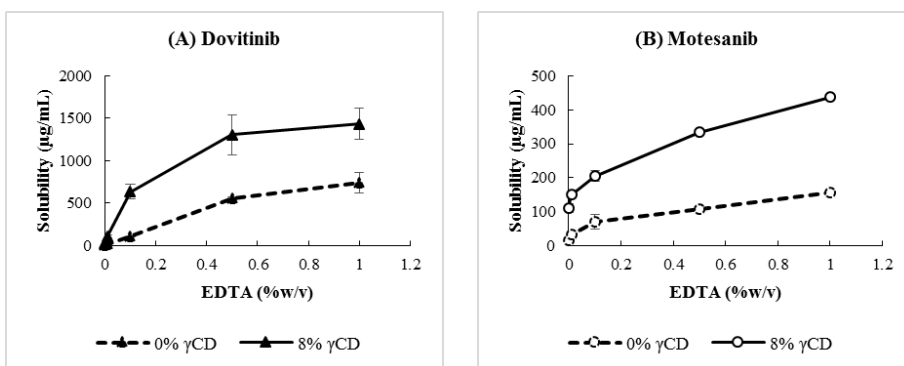 (A) Dovitinib
Solubility (µg/mL)
2000
1500
1000
500
0
0 0.2 0.4 0.6 0.8 1 1.2
EDTA (%w/v)
0% γCD 8% γCD
(B) Motesanib
Solubility (µg/mL)
500
400
300
200
100
0
0 0.2 0.4 0.6 0.8 1 1.2
EDTA (%w/v)
0% γCD 8% γCD